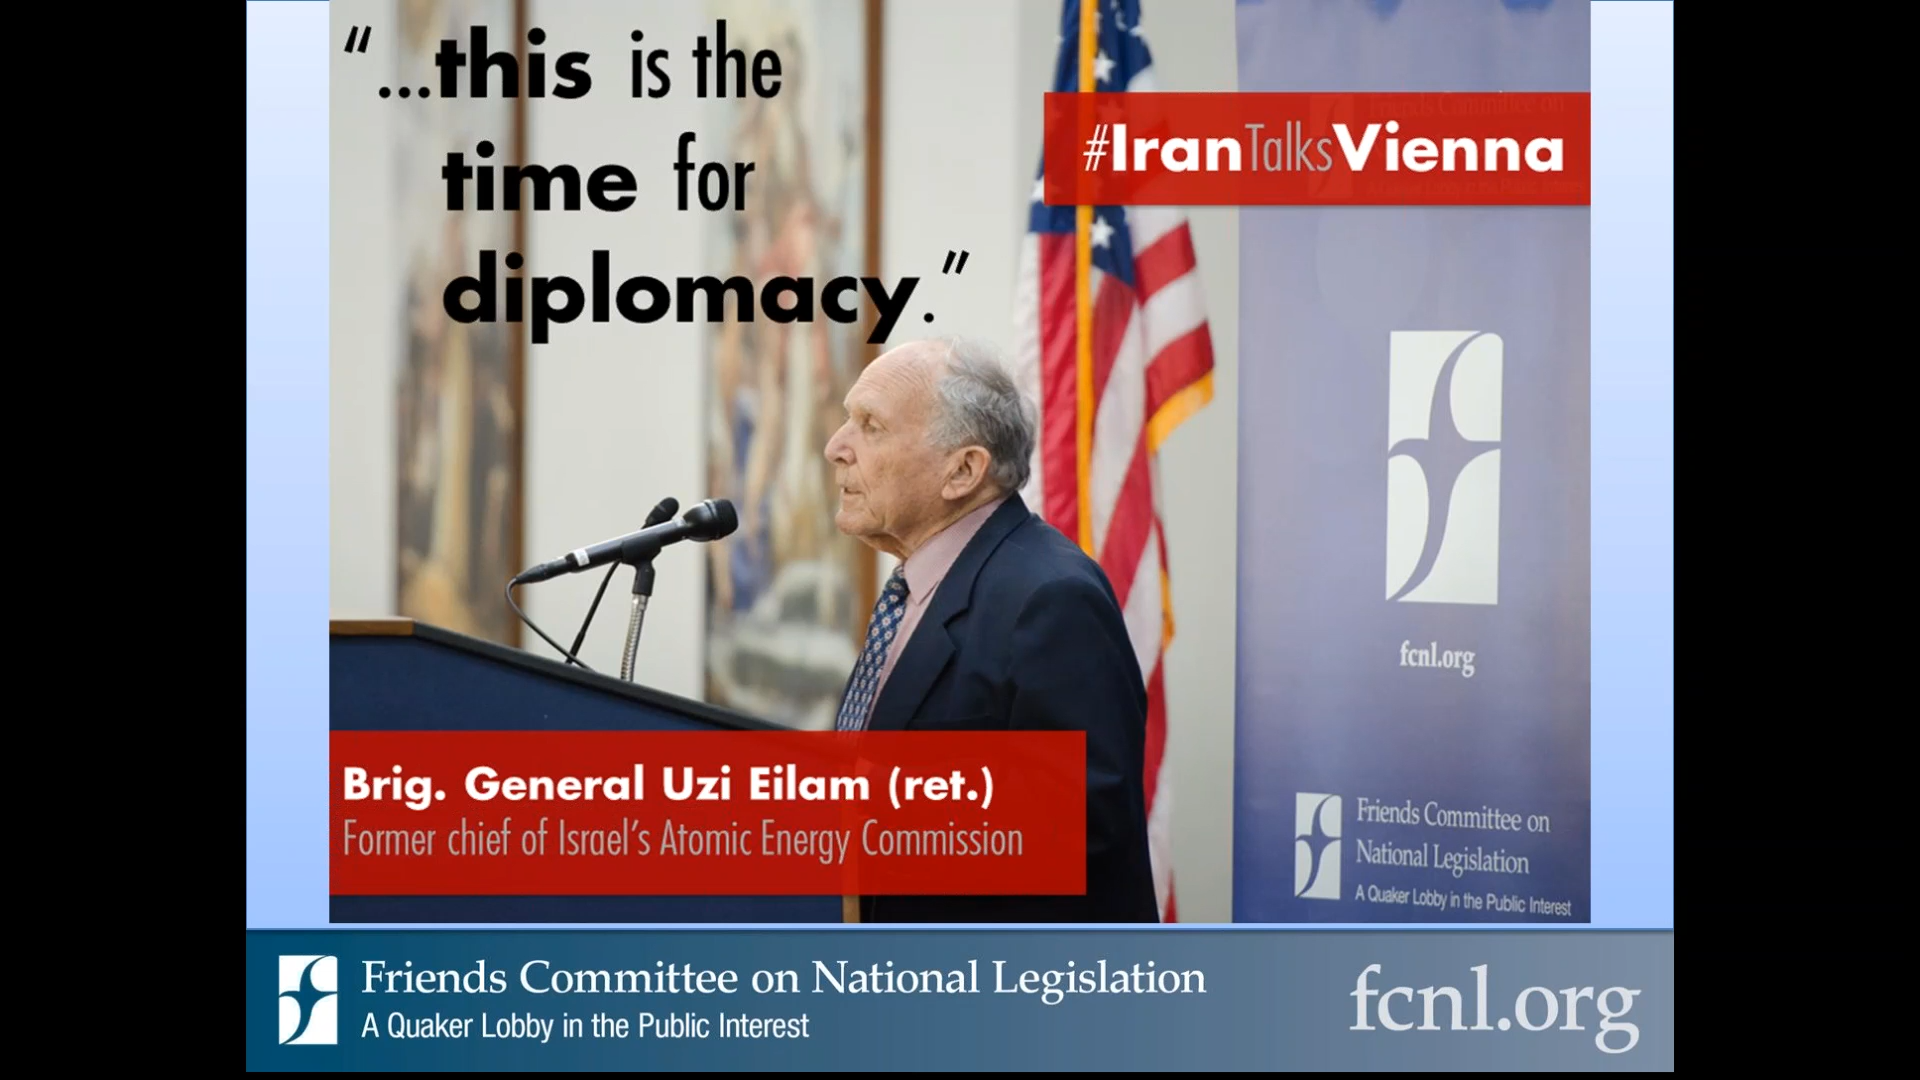 “...this is the
time for
diplomacy.”
#IranTalksVienna
fcnl.org
Brig. General Uzi Eilam (ret.)
Former chief of Israel’s Atomic Energy Commission
Friends Committee on
National Legislation
A Quaker Lobby in the Public Interest
Friends Committee on National Legislation
A Quaker Lobby in the Public Interest
fcnl.org